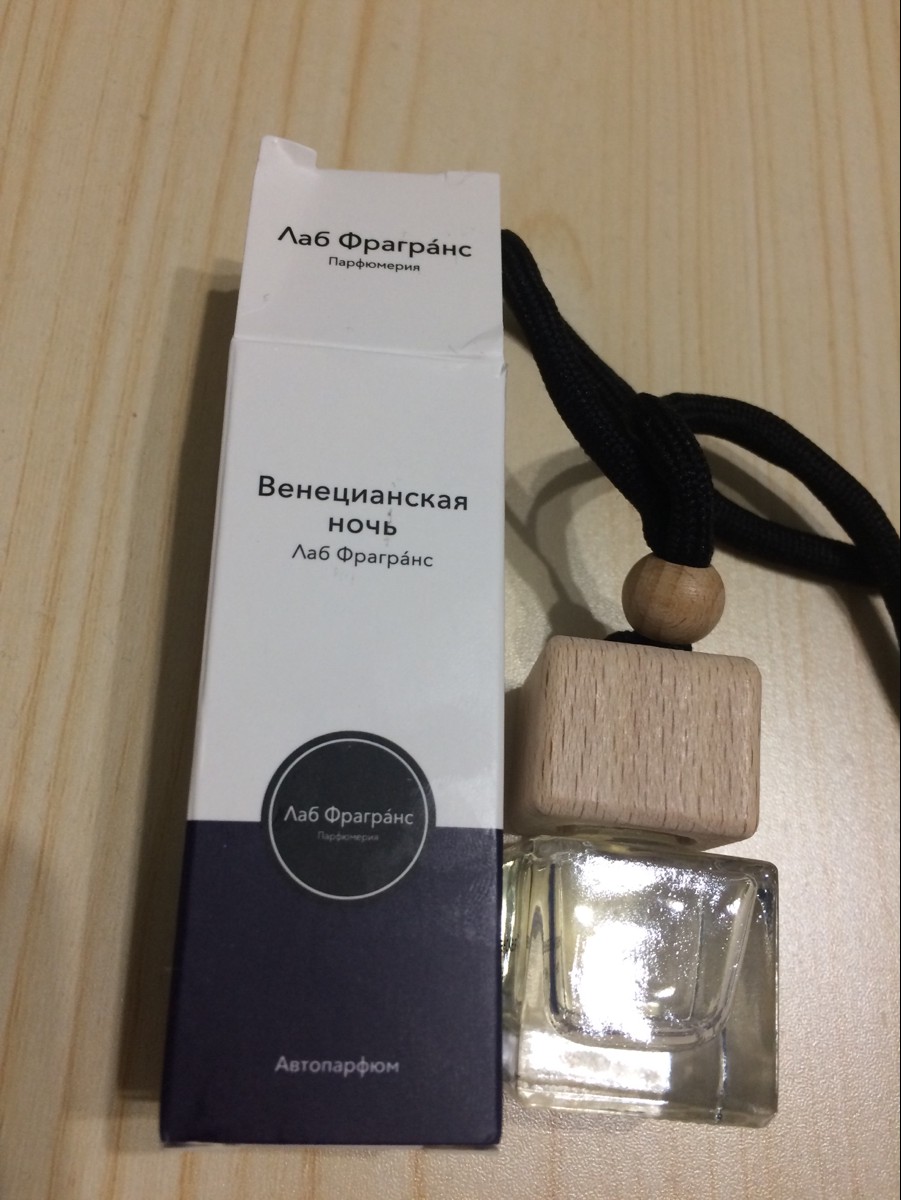 Лаб Фрагра́нс
Парфюмерия
Венецианская
ночь
Лаб Фрагра́нс
Лаб Фрагра́нс
Парфюмерия
Автопарфюм